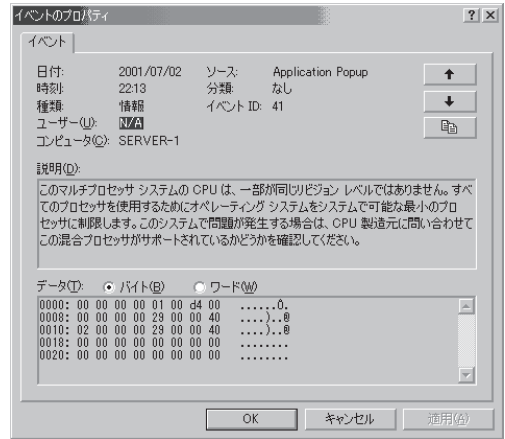 イベントのプロパティ
イベント
日付: 2001/07/02 ソース: Application Popup
時刻: 22:13 分類: なし
種類: 情報 イベント ID: 41
ユーザー(U): N/A
コンピュータ(C): SERVER-1
説明(D):
このマルチプロセッサ システムの CPU は、一部が同じリビジョン レベルではありません。すべ
てのプロセッサを使用するためにオペレーティング システムをシステムで可能な最小のプロ
セッサに制限します。このシステムで問題が発生する場合は、CPU 製造元に問い合わせて
この混合プロセッサがサポートされているかどうかを確認してください。
データ(T): バイト(B) ワード(W)
0000: 00 00 00 00 01 00 d4 00 ......Ô.
0008: 00 00 00 00 29 00 00 40 ....)..@
0010: 02 00 00 00 29 00 00 40 ....)..@
0018: 00 00 00 00 00 00 00 00 ........
0020: 00 00 00 00 00 00 00 00 ........
OK キャンセル 適用(A)